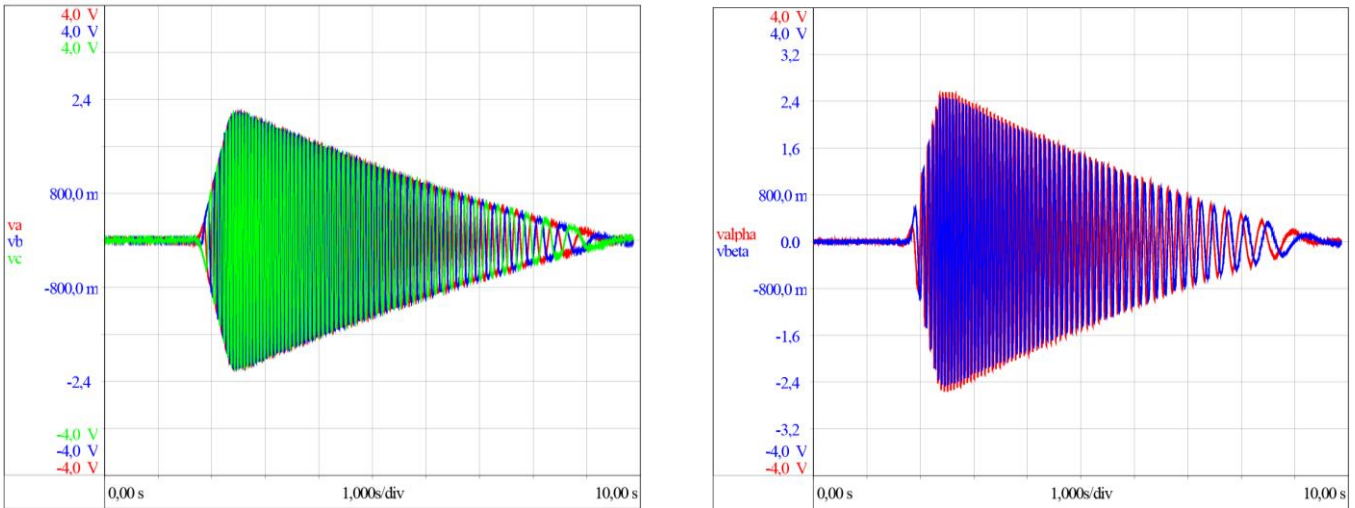 4,0 V
4,0 V
4,0 V
2,4
800,0 m
va
vb
vc
-800,0 m
-2,4
-4,0 V
-4,0 V
-4,0 V
0,00 s 1,000s/div 10,00 s
4,0 V
4,0 V
3,2
2,4
1,6
800,0 m
valpha
0.0
vbeta
-800,0 m
-1,6
-2,4
-3,2
-4,0 V
-4,0 V
0,00 s 1,000s/div 10,00 s